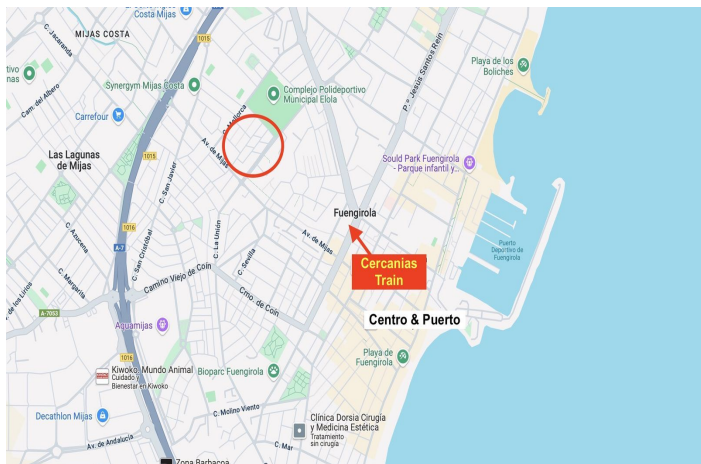 Costa Mijas
MIJAS COSTA
C. Jacaranda
1015
Playa de los
Boliches
P.º Jesús Santos Rein
Synergym Mijas Costa
Complejo Polideportivo
Municipal Elola
Cam. del Albero
Carrefour
C. Mallorca
Av. de Mijas
Las Lagunas
de Mijas
1015
C. San Javier
Sould Park Fuengirola
- Parque infantil y...
Fuengirola
1016
C. Azucena
C. San Cristóbal
C. La Unión
Av. de Mijas
Puerto
Deportivo de
Fuengirola
A-7
C. Sevilla
Cercanias
Train
C. Margarita
C. de los Lirios
Camino Viejo de Coín
Cmo. de Coín
A-7053
Centro & Puerto
Aquamijas
1016
Playa de
Fuengirola
Kiwoko, Mundo Animal
Cuidado y
Bienestar en Kiwoko
Bioparc Fuengirola
C. Molino Viento
Decathlon Mijas
Clínica Dorsia Cirugía
y Medicina Estética
Tratamiento
sin cirugía
Av. de Andalucía
C. Mar
Zona Barbacoa